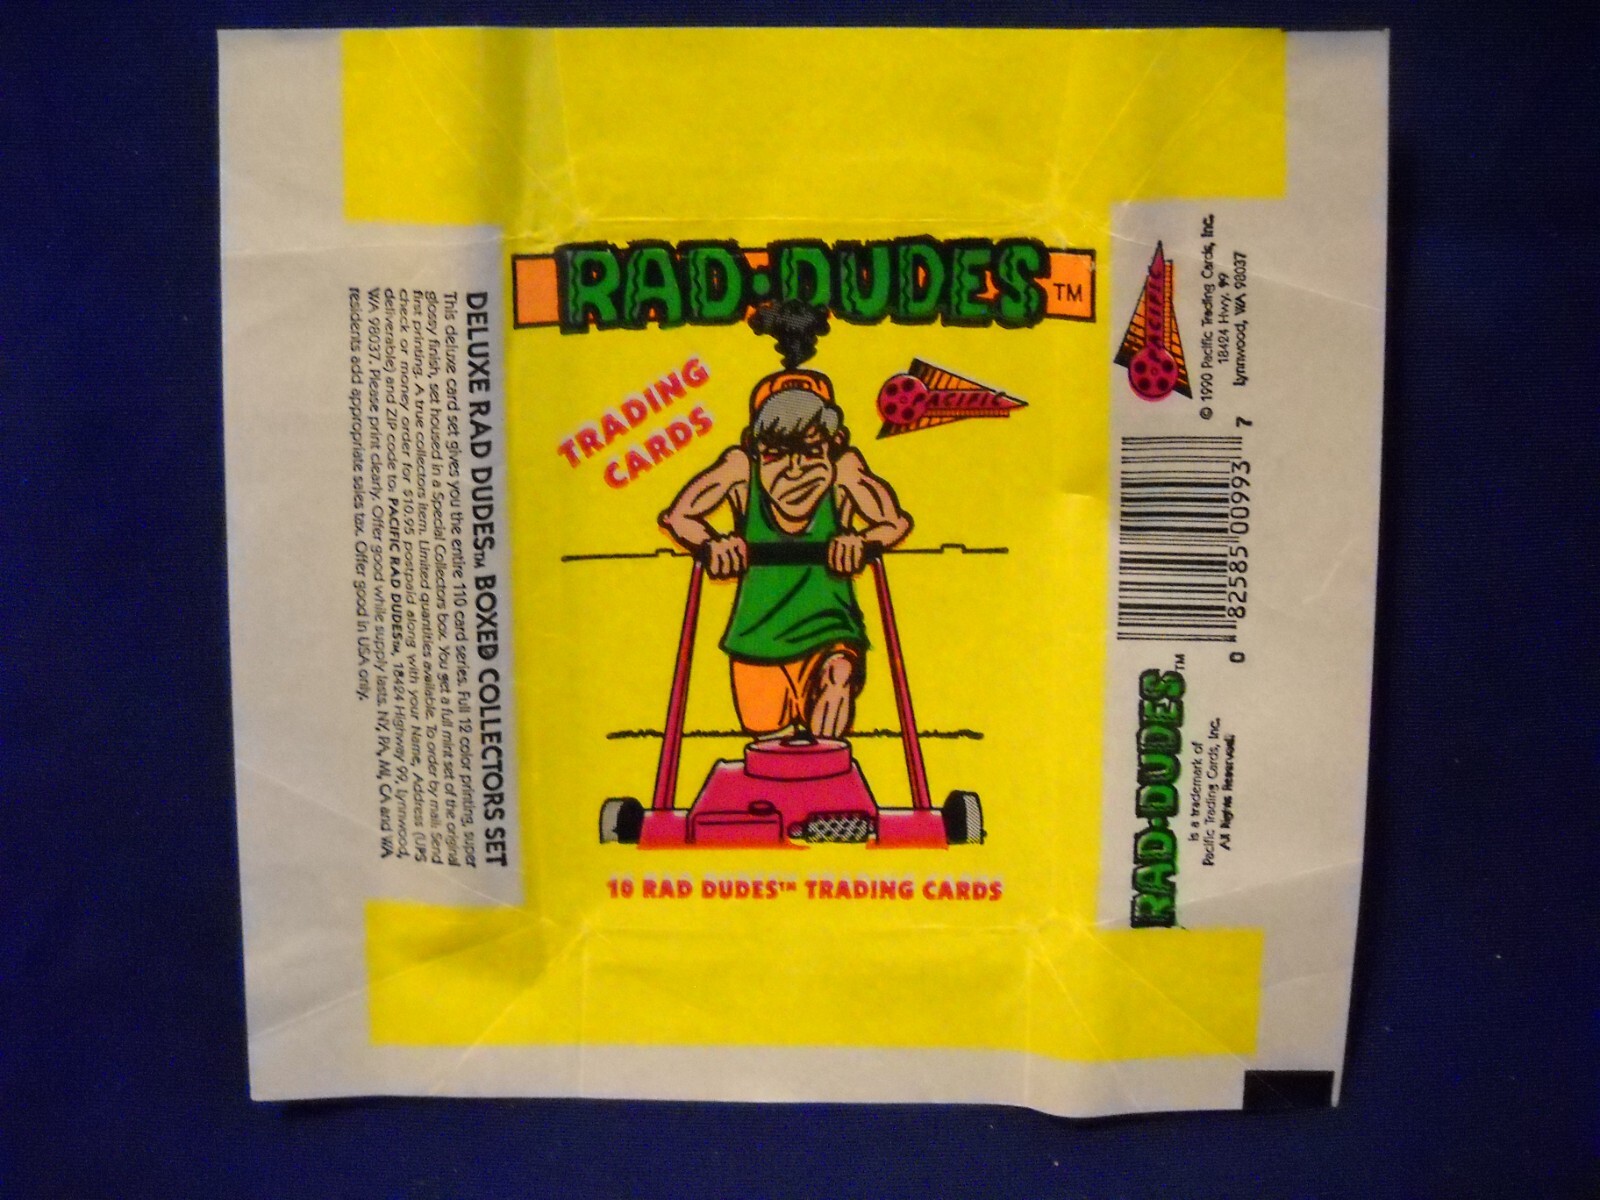 RAD•DUDES TM
TRADING
CARDS
PACIFIC
10 RAD DUDES™ TRADING CARDS
DELUXE RAD DUDES™ BOXED COLLECTORS SET
This deluxe card set gives you the entire 110 card series. Full 12 color printing, super
glossy finish, set housed in a Special Collectors box. You get a full mint set of the original
first printing. A true collectors item. Limited quantities available. To order by mail: Send
check or money order for $10.95 postpaid along with your Name, Address (UPS
deliverable) and ZIP code to: PACIFIC RAD DUDES™, 18424 Highway 99, Lynnwood,
WA 98037. Please print clearly. Offer good while supply lasts. NY, PA, MI, CA and WA
residents add appropriate sales tax. Offer good in USA only.
PACIFIC
© 1990 Pacific Trading Cards, Inc.
18424 Hwy. 99
Lynnwood, WA 98037
0 82585 00993 7
RAD•DUDES TM
is a trademark of
Pacific Trading Cards, Inc.
All Rights Reserved.